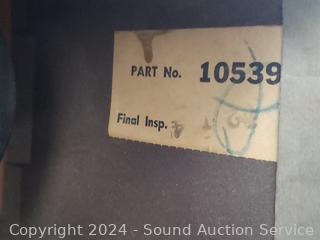 PART No. 10539
Final Insp.
Copyright 2024 - Sound Auction Service